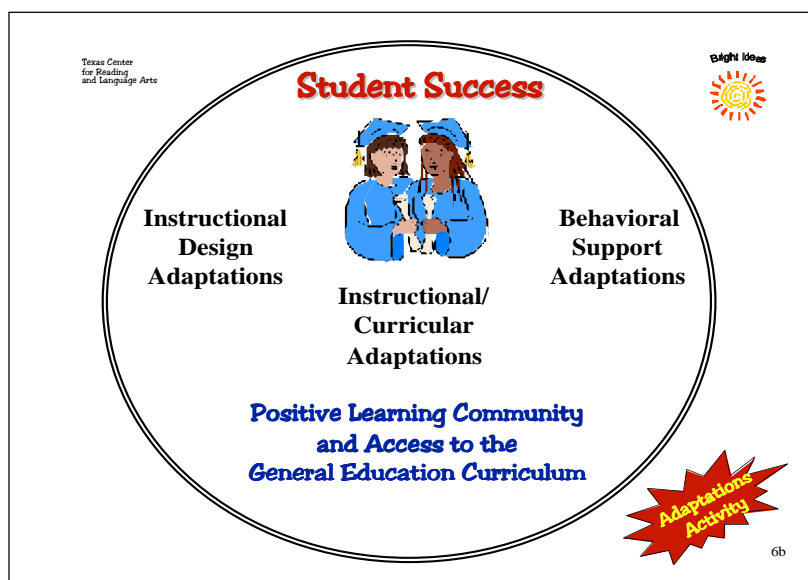 Texas Center
for Reading
and Language Arts
Bright Ideas
Student Success
Instructional
Design
Adaptations
Behavioral
Support
Adaptations
Instructional/
Curricular
Adaptations
Positive Learning Community
and Access to the
General Education Curriculum
Adaptations
Activity
6b